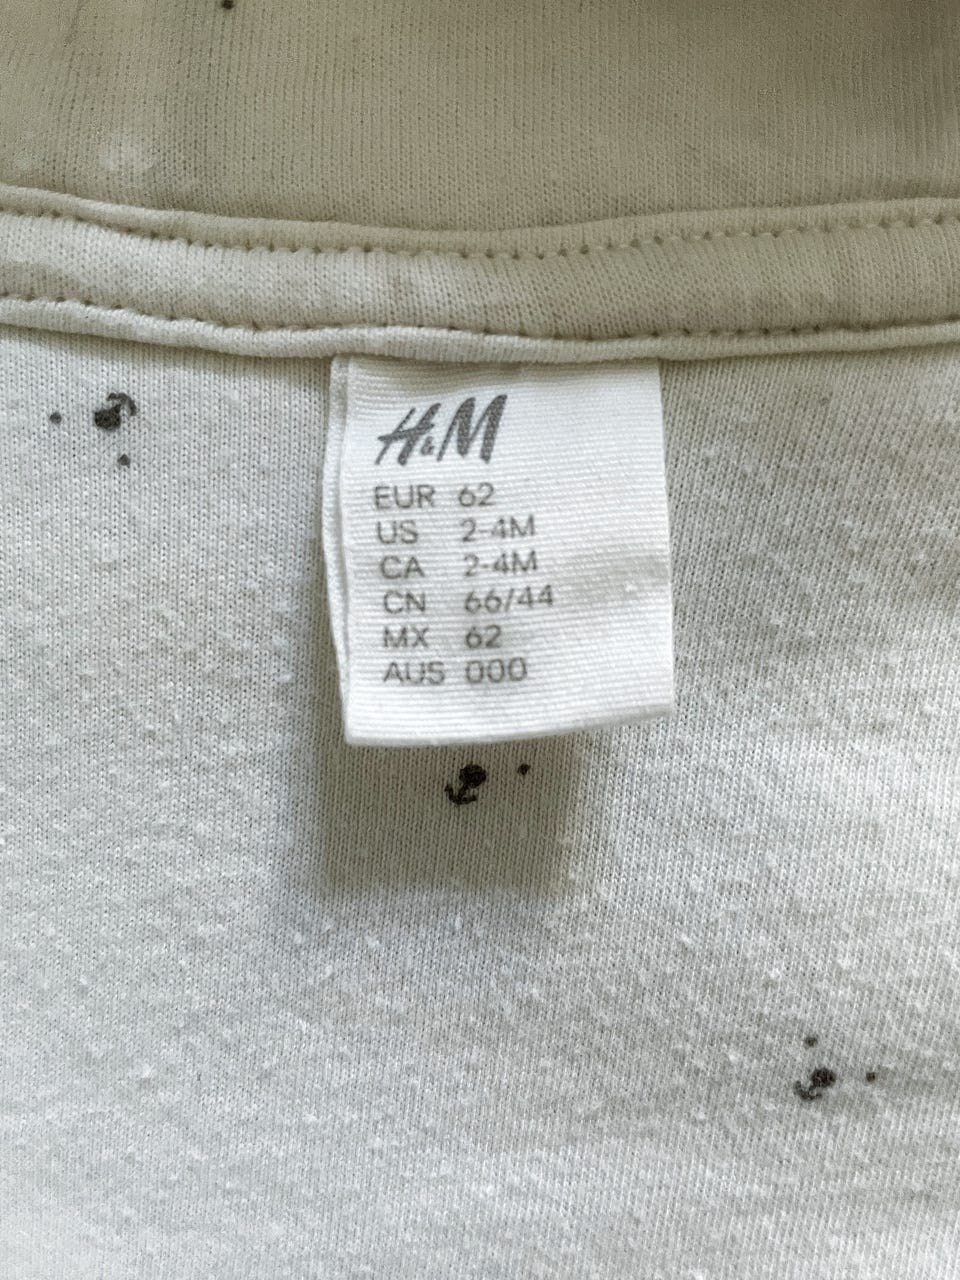 H&M
EUR 62
US 2-4M
CA 2-4M
CN 66/44
MX 62
AUS 000